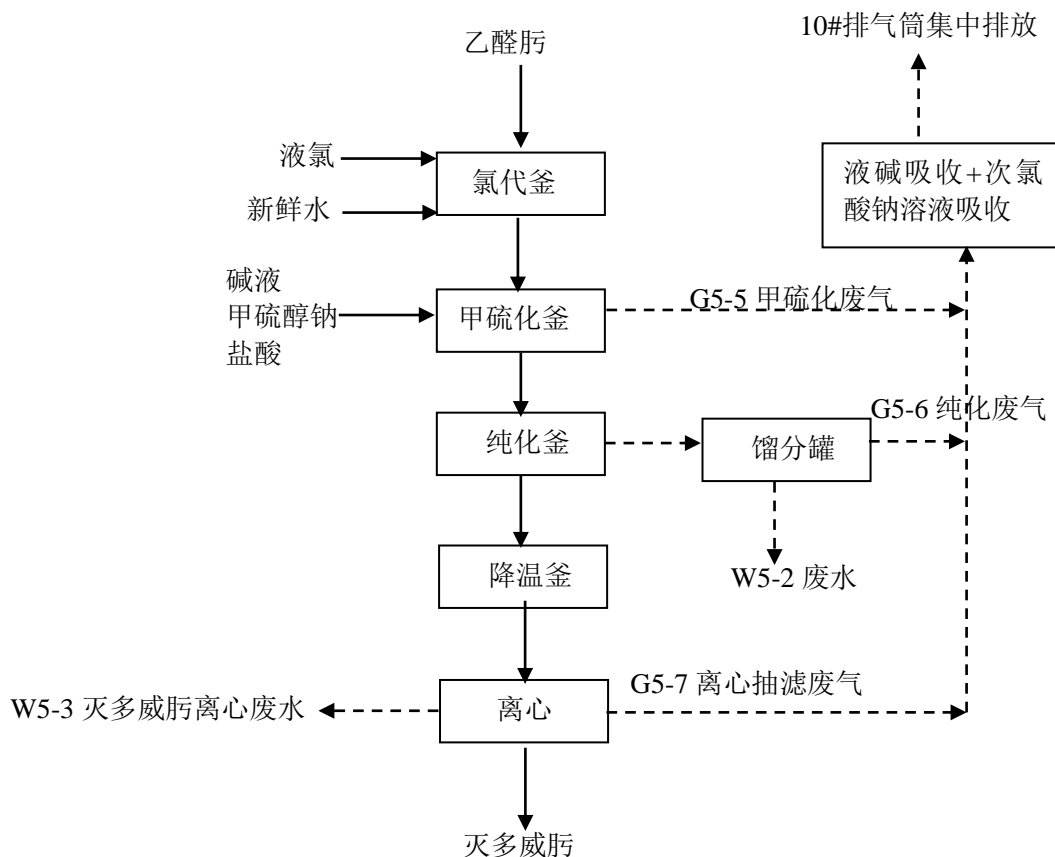 10#排气筒集中排放
乙醛肟
液氯
氯代釜
液碱吸收+次氯
酸钠溶液吸收
新鲜水
碱液
甲硫醇钠
盐酸
甲硫化釜
G5-5 甲硫化废气
G5-6 纯化废气
纯化釜
馏分罐
降温釜
W5-2 废水
G5-7 离心抽滤废气
W5-3 灭多威肟离心废水
离心
灭多威肟